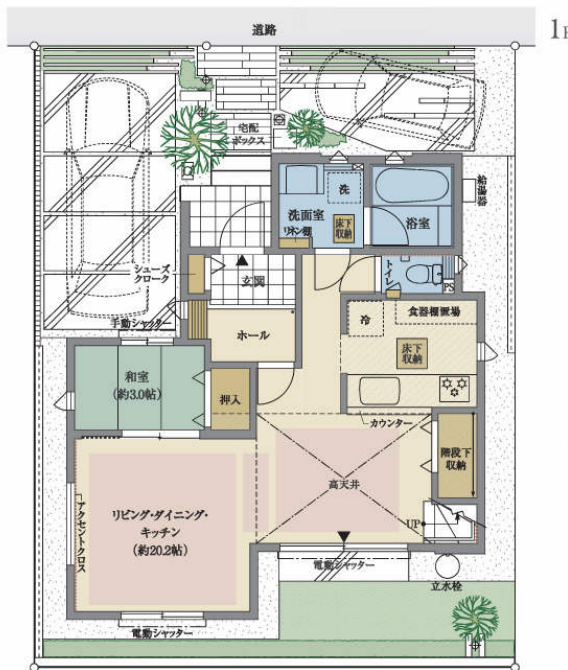 道路
1F
宅配
ボックス
洗
洗面室
床下
収納
リネン棚
浴室
給湯器
シューズ
クローク
玄関
トイレ
PS
手動シャッター
ホール
冷
食器棚置場
床下
収納
和室
(約3.0帖)
押入
カウンター
階段下
収納
高天井
リビング・ダイニング・
キッチン
(約20.2帖)
アクセントクロス
UP
電動シャッター
立水栓
電動シャッター